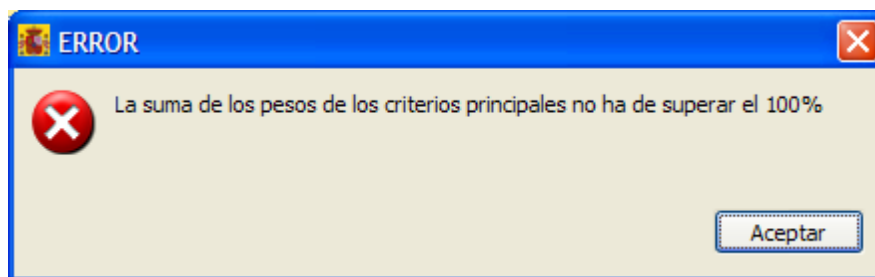 ERROR
La suma de los pesos de los criterios principales no ha de superar el 100%
Aceptar